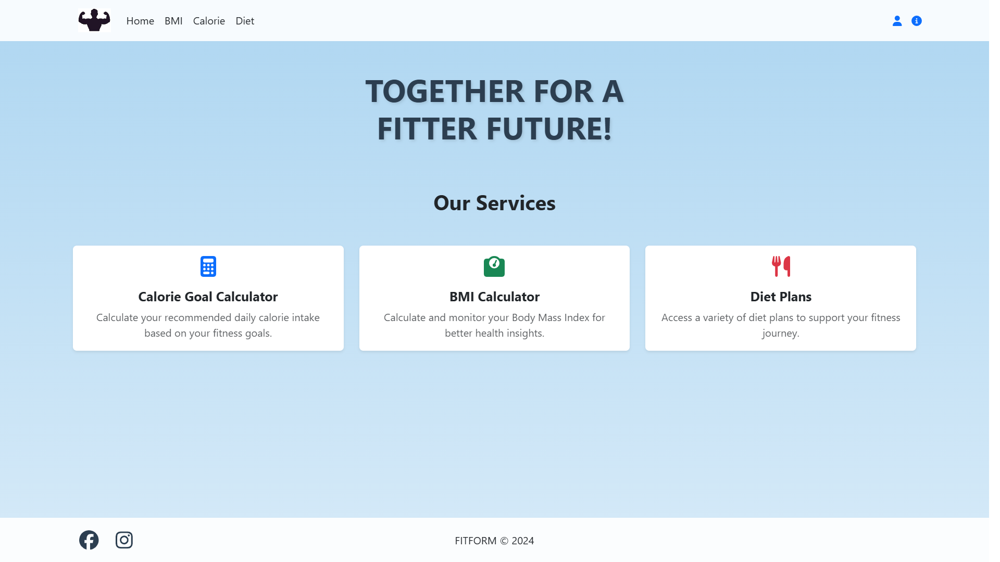 Home BMI Calorie Diet
TOGETHER FOR A
FITTER FUTURE!
Our Services
Calorie Goal Calculator
Calculate your recommended daily calorie intake
based on your fitness goals.
BMI Calculator
Calculate and monitor your Body Mass Index for
better health insights.
Diet Plans
Access a variety of diet plans to support your fitness
journey.
FITFORM © 2024